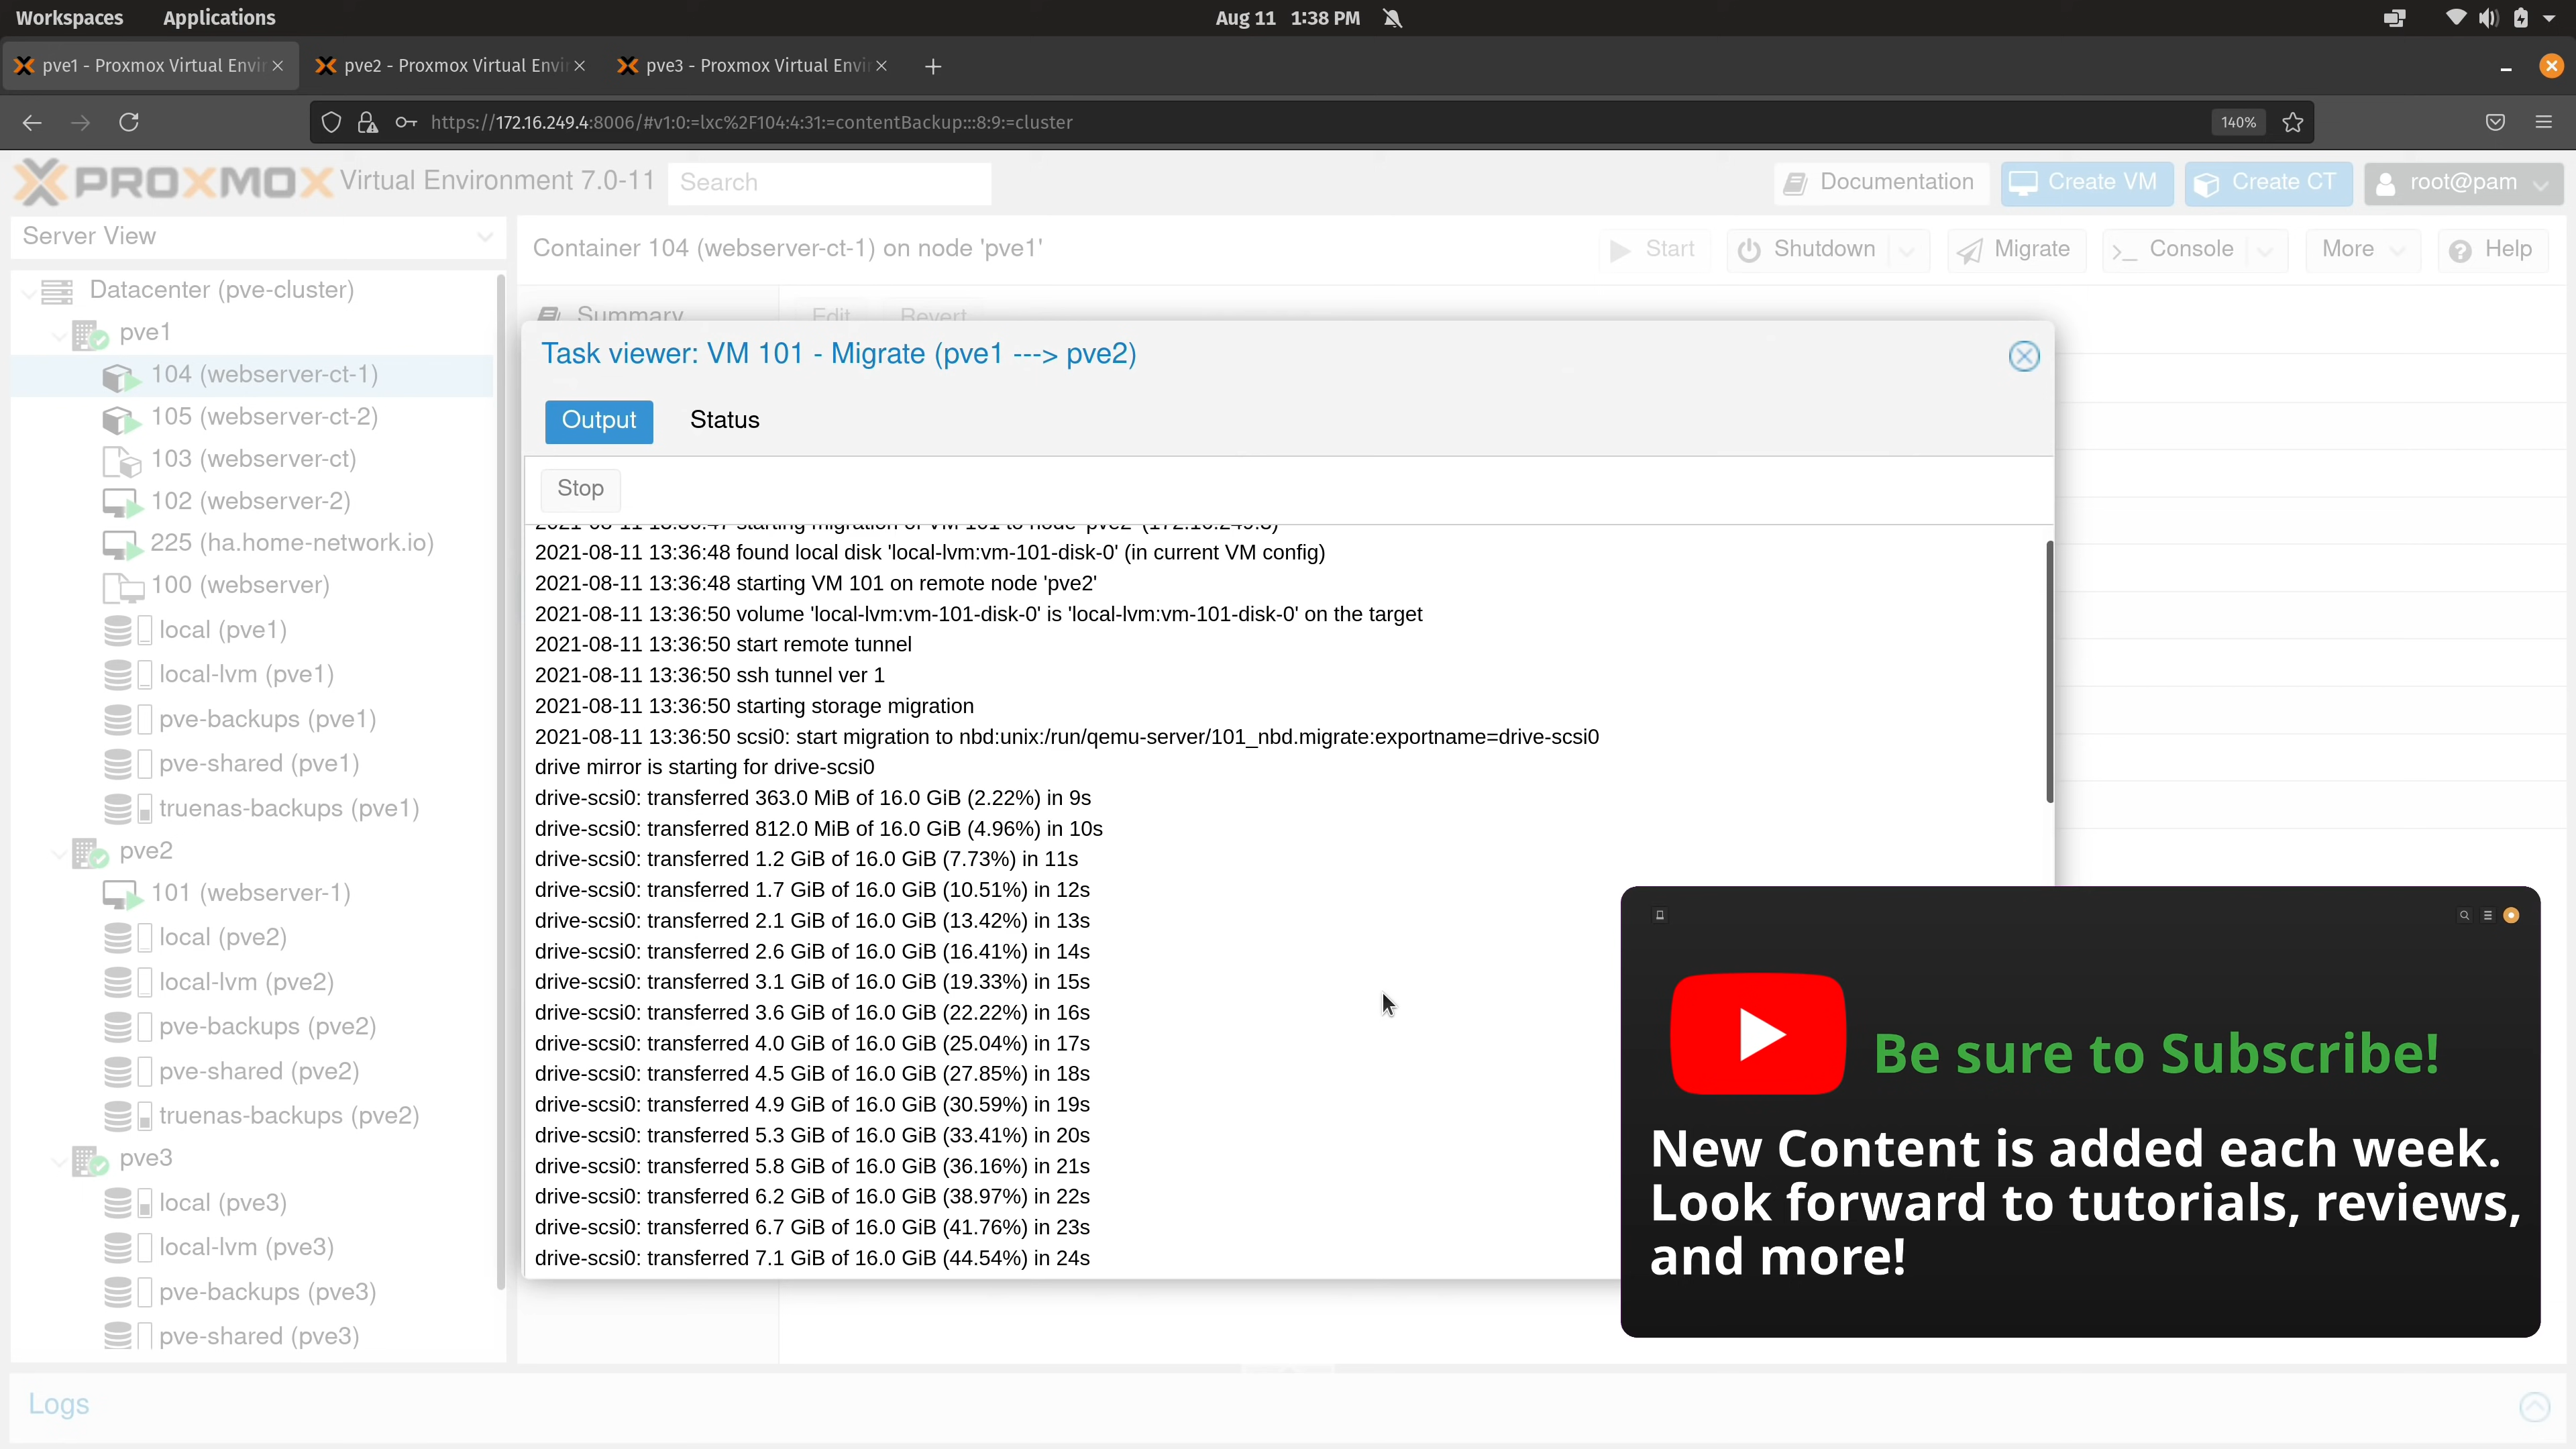 Workspaces Applications Aug 11 1:38 PM
pve1 - Proxmox Virtual Envi pve2 - Proxmox Virtual Envi pve3 - Proxmox Virtual Envi
https://172.16.249.4:8006/#v1:0:=lxc%2F104:4:31:=contentBackup:::8:9:=cluster 140%
PROXMOX Virtual Environment 7.0-11 Search Documentation Create VM Create CT root@pam
Server View
Container 104 (webserver-ct-1) on node 'pve1' Start Shutdown Migrate Console More Help
Datacenter (pve-cluster)
pve1
104 (webserver-ct-1)
105 (webserver-ct-2)
103 (webserver-ct)
102 (webserver-2)
225 (ha.home-network.io)
100 (webserver)
local (pve1)
local-lvm (pve1)
pve-backups (pve1)
pve-shared (pve1)
truenas-backups (pve1)
pve2
101 (webserver-1)
local (pve2)
local-lvm (pve2)
pve-backups (pve2)
pve-shared (pve2)
truenas-backups (pve2)
pve3
local (pve3)
local-lvm (pve3)
pve-backups (pve3)
pve-shared (pve3)
Summary Edit Revert
Task viewer: VM 101 - Migrate (pve1 ---> pve2)
Output Status
Stop
2021-08-11 13:36:47 starting migration of VM 101 to node 'pve2' (172.16.249.5)
2021-08-11 13:36:48 found local disk 'local-lvm:vm-101-disk-0' (in current VM config)
2021-08-11 13:36:48 starting VM 101 on remote node 'pve2'
2021-08-11 13:36:50 volume 'local-lvm:vm-101-disk-0' is 'local-lvm:vm-101-disk-0' on the target
2021-08-11 13:36:50 start remote tunnel
2021-08-11 13:36:50 ssh tunnel ver 1
2021-08-11 13:36:50 starting storage migration
2021-08-11 13:36:50 scsi0: start migration to nbd:unix:/run/qemu-server/101_nbd.migrate:exportname=drive-scsi0
drive mirror is starting for drive-scsi0
drive-scsi0: transferred 363.0 MiB of 16.0 GiB (2.22%) in 9s
drive-scsi0: transferred 812.0 MiB of 16.0 GiB (4.96%) in 10s
drive-scsi0: transferred 1.2 GiB of 16.0 GiB (7.73%) in 11s
drive-scsi0: transferred 1.7 GiB of 16.0 GiB (10.51%) in 12s
drive-scsi0: transferred 2.1 GiB of 16.0 GiB (13.42%) in 13s
drive-scsi0: transferred 2.6 GiB of 16.0 GiB (16.41%) in 14s
drive-scsi0: transferred 3.1 GiB of 16.0 GiB (19.33%) in 15s
drive-scsi0: transferred 3.6 GiB of 16.0 GiB (22.22%) in 16s
drive-scsi0: transferred 4.0 GiB of 16.0 GiB (25.04%) in 17s
drive-scsi0: transferred 4.5 GiB of 16.0 GiB (27.85%) in 18s
drive-scsi0: transferred 4.9 GiB of 16.0 GiB (30.59%) in 19s
drive-scsi0: transferred 5.3 GiB of 16.0 GiB (33.41%) in 20s
drive-scsi0: transferred 5.8 GiB of 16.0 GiB (36.16%) in 21s
drive-scsi0: transferred 6.2 GiB of 16.0 GiB (38.97%) in 22s
drive-scsi0: transferred 6.7 GiB of 16.0 GiB (41.76%) in 23s
drive-scsi0: transferred 7.1 GiB of 16.0 GiB (44.54%) in 24s
Be sure to Subscribe!
New Content is added each week.
Look forward to tutorials, reviews,
and more!
Logs